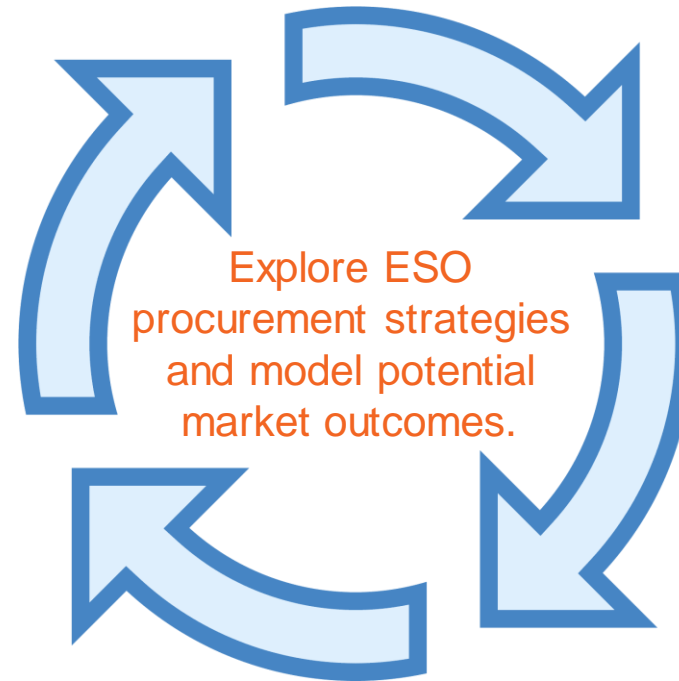 Explore ESO
procurement strategies
and model potential
market outcomes.